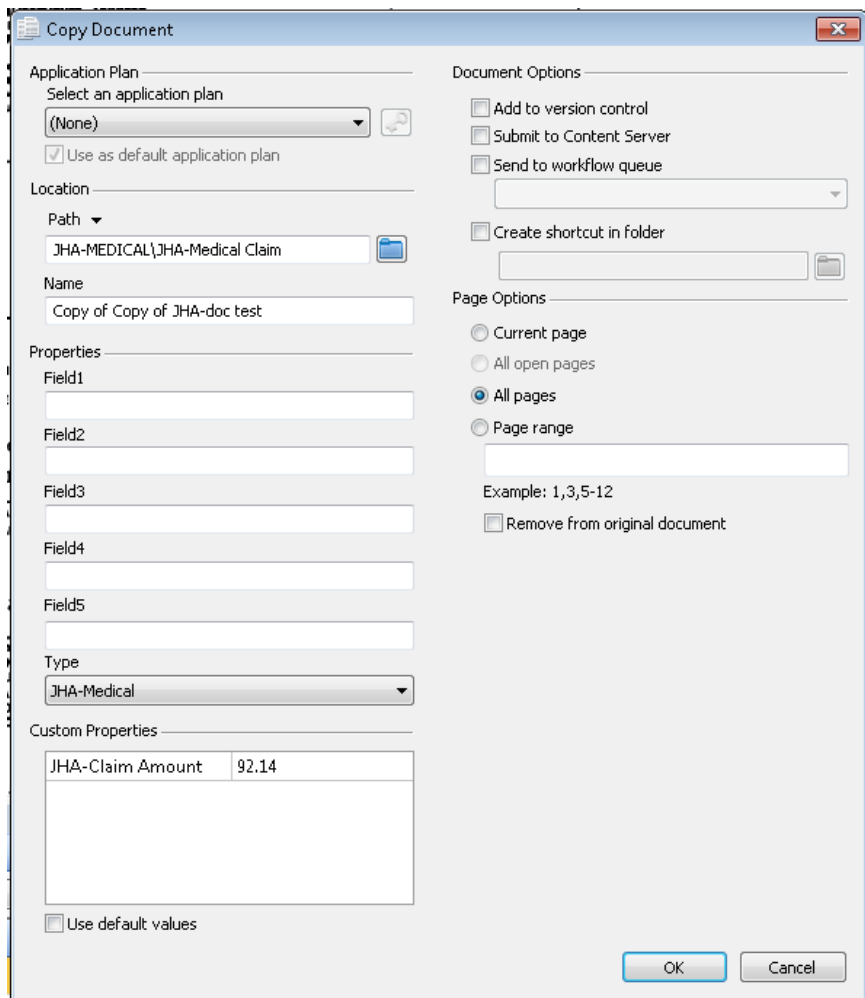 Copy Document
Application Plan
Select an application plan
(None)
Use as default application plan
Location
Path
JHA-MEDICAL\JHA-Medical Claim
Name
Copy of Copy of JHA-doc test
Properties
Field1
Field2
Field3
Field4
Field5
Type
JHA-Medical
Custom Properties
JHA-Claim Amount 92.14
Use default values
Document Options
Add to version control
Submit to Content Server
Send to workflow queue
Create shortcut in folder
Page Options
Current page
All open pages
All pages
Page range
Example: 1,3,5-12
Remove from original document
OK Cancel